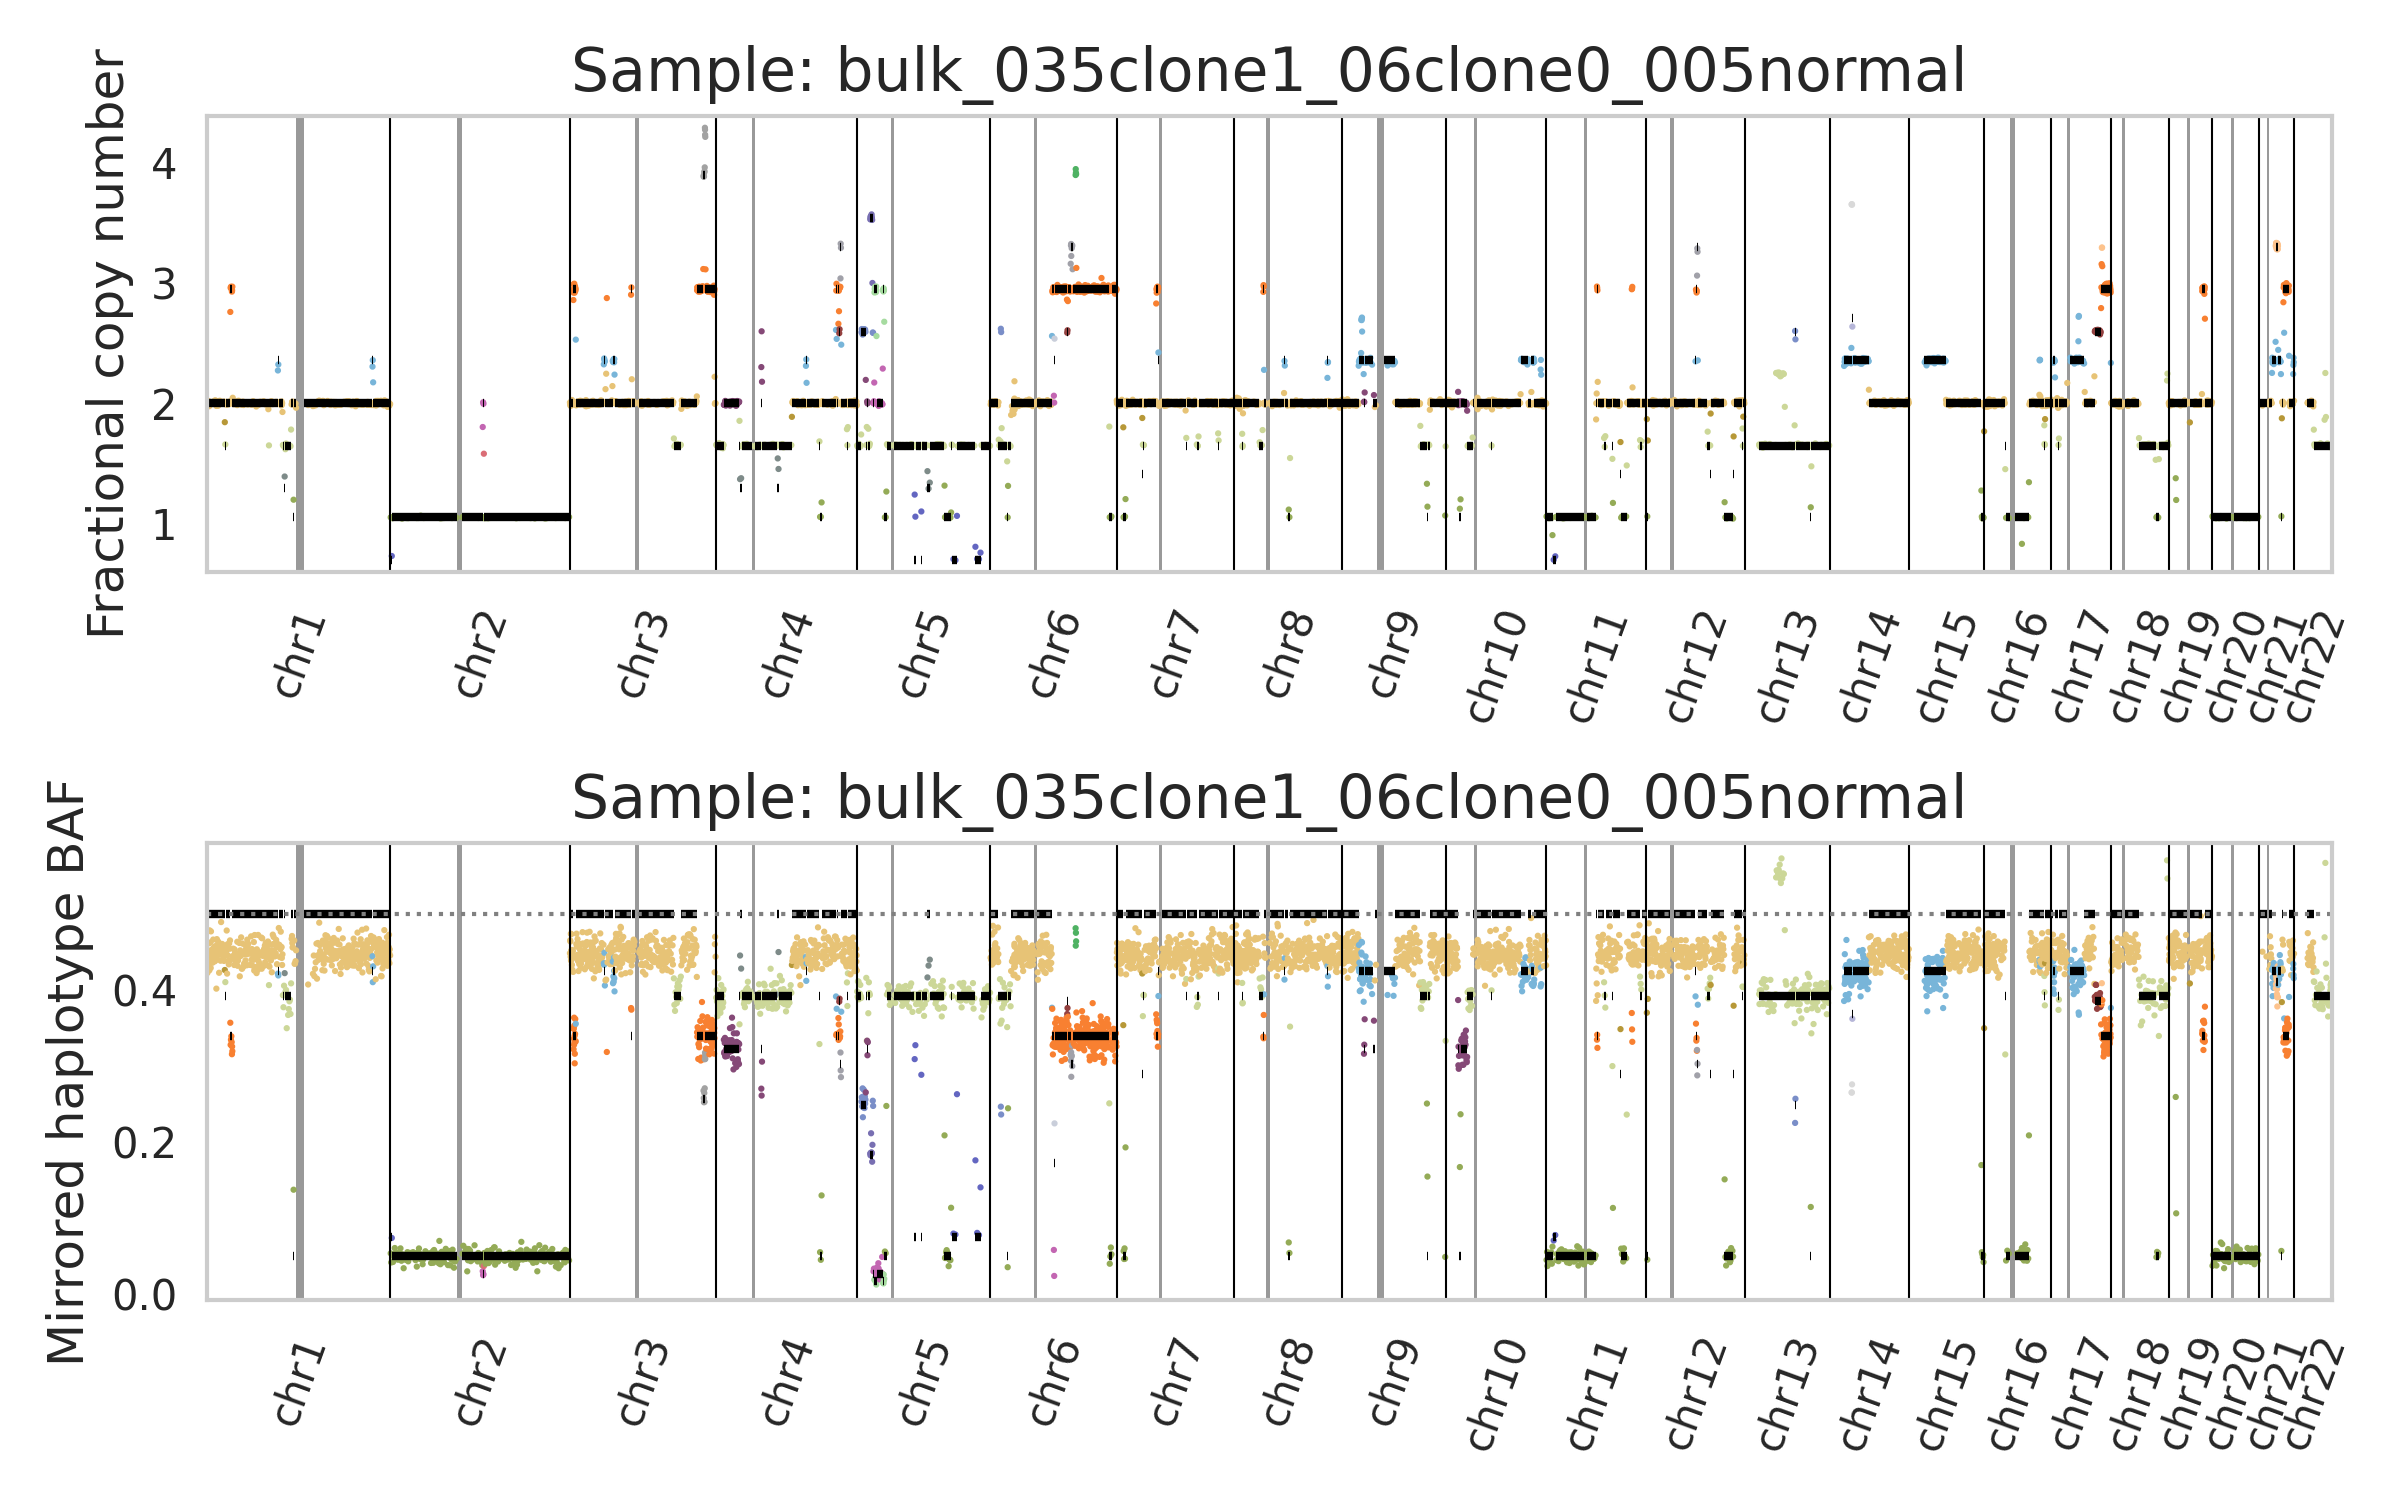 Sample: bulk_035clone1_06clone0_005normal
Fractional copy number
4
3
2
1
chr1 chr2 chr3 chr4 chr5 chr6 chr7 chr8 chr9 chr10 chr11 chr12 chr13 chr14 chr15 chr16 chr17 chr18 chr19 chr20 chr21 chr22
Sample: bulk_035clone1_06clone0_005normal
Mirrored haplotype BAF
0.4
0.2
0.0
chr1 chr2 chr3 chr4 chr5 chr6 chr7 chr8 chr9 chr10 chr11 chr12 chr13 chr14 chr15 chr16 chr17 chr18 chr19 chr20 chr21 chr22